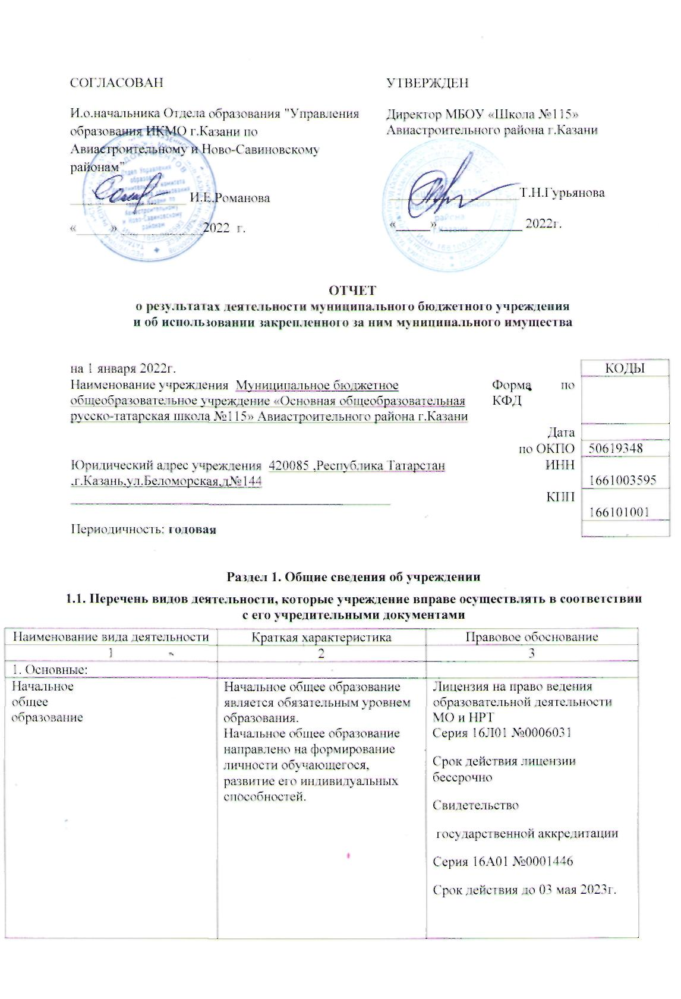 СОГЛАСОВАН
И.о.начальника Отдела образования "Управления
образования ИКМО г.Казани по
Авиастроительному и Ново-Савиновскому
районам"
И.Е.Романова
«______» ______________2022 г.
УТВЕРЖДЕН
Директор МБОУ «Школа №115»
Авиастроительного района г.Казани
Т.Н.Гурьянова
«______»_______________ 2022г.
ОТЧЕТ
о результатах деятельности муниципального бюджетного учреждения
и об использовании закрепленного за ним муниципального имущества
на 1 января 2022г.
КОДЫ
Наименование учреждения Муниципальное бюджетное
общеобразовательное учреждение «Основная общеобразовательная
русско-татарская школа №115» Авиастроительного района г.Казани
Форма по
КФД
Дата
по ОКПО 50619348
Юридический адрес учреждения 420085 ,Республика Татарстан
,г.Казань,ул.Беломорская,д№144
ИНН
1661003595
КПП
166101001
Периодичность: годовая
Раздел 1. Общие сведения об учреждении
1.1. Перечень видов деятельности, которые учреждение вправе осуществлять в соответствии
с его учредительными документами
Наименование вида деятельности Краткая характеристика Правовое обоснование
1 2 3
1. Основные:
Начальное
общее
образование
Начальное общее образование
является обязательным уровнем
образования.
Начальное общее образование
направлено на формирование
личности обучающегося,
развитие его индивидуальных
способностей.
Лицензия на право ведения
образовательной деятельности
МО и НРТ
Серия 16Л01 №0006031
Срок действия лицензии
бессрочно
Свидетельство
государственной аккредитации
Серия 16А01 №0001446
Срок действия до 03 мая 2023г.